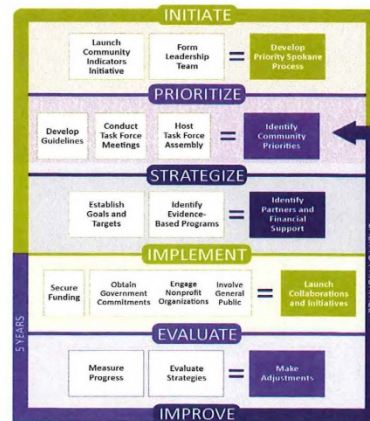 INITIATE
Launch
Community
Indicators
Initiative
Form
Leadership
Team
=
Develop
Priority Spokane
Process
PRIORITIZE
Develop
Guidelines
Conduct
Task Force
Meetings
Host
Task Force
Assembly
=
Identify
Community
Priorities
STRATEGIZE
Establish
Goals and
Targets
Identify
Evidence-
Based Programs
=
Identify
Partners and
Financial
Support
IMPLEMENT
Secure
Funding
Obtain
Government
Commitments
Engage
Nonprofit
Organizations
Involve
General
Public
=
Launch
Collaborations
and Initiatives
5 YEARS
EVALUATE
Measure
Progress
Evaluate
Strategies
=
Make
Adjustments
IMPROVE